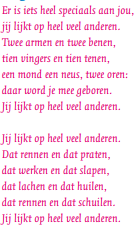 Er is iets heel speciaals aan jou,
jij lijkt op heel veel anderen.
Twee armen en twee benen,
tien vingers en tien tenen,
een mond een neus, twee oren:
daar word je mee geboren.
Jij lijkt op heel veel anderen.

Jij lijkt op heel veel anderen.
Dat rennen en dat praten,
dat werken en dat slapen,
dat lachen en dat huilen,
dat rennen en dat schuilen.
Jij lijkt op heel veel anderen.